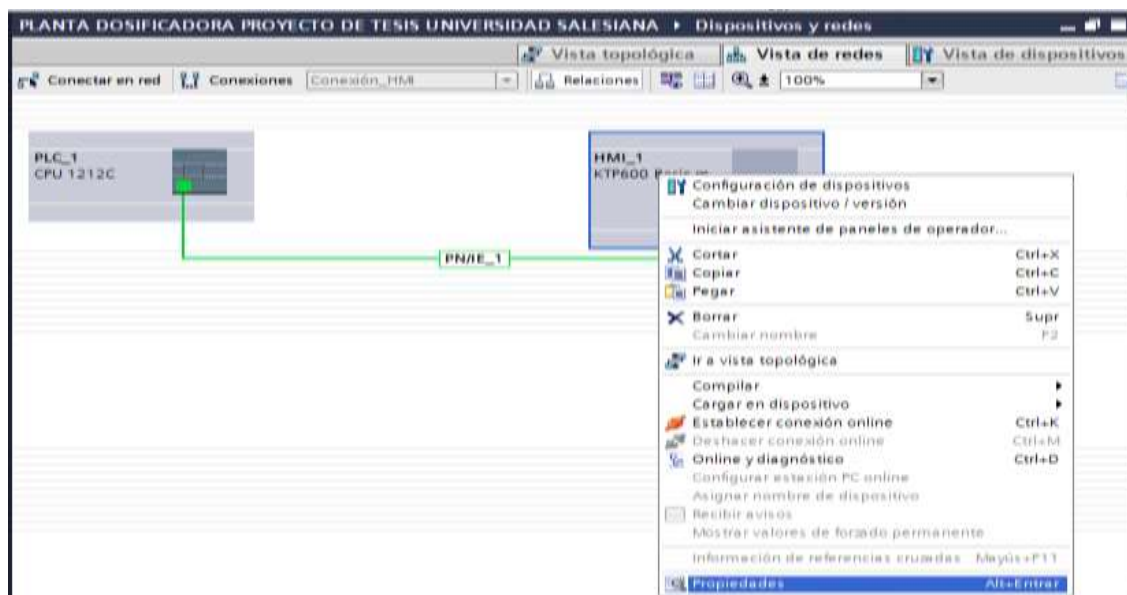 PLANTA DOSIFICADORA PROYECTO DE TESIS UNIVERSIDAD SALESIANA ▸ Dispositivos y redes
Vista topológica Vista de redes Vista de dispositivos
Conectar en red Conexiones Conexión_HMI Relaciones 100%
PLC_1
CPU 1212C
HMI_1
KTP600 Basic
PN/IE_1
Configuración de dispositivos
Cambiar dispositivo / versión
Iniciar asistente de paneles de operador...
Cortar Ctrl+X
Copiar Ctrl+C
Pegar Ctrl+V
Borrar Supr
Cambiar nombre F2
Ir a vista topológica
Compilar
Cargar en dispositivo
Establecer conexión online Ctrl+K
Deshacer conexión online Ctrl+M
Online y diagnóstico Ctrl+D
Configurar estación PC online
Asignar nombre de dispositivo
Recibir avisos
Mostrar valores de forzado permanente
Información de referencias cruzadas Mayús+F11
Propiedades Alt+Entrar